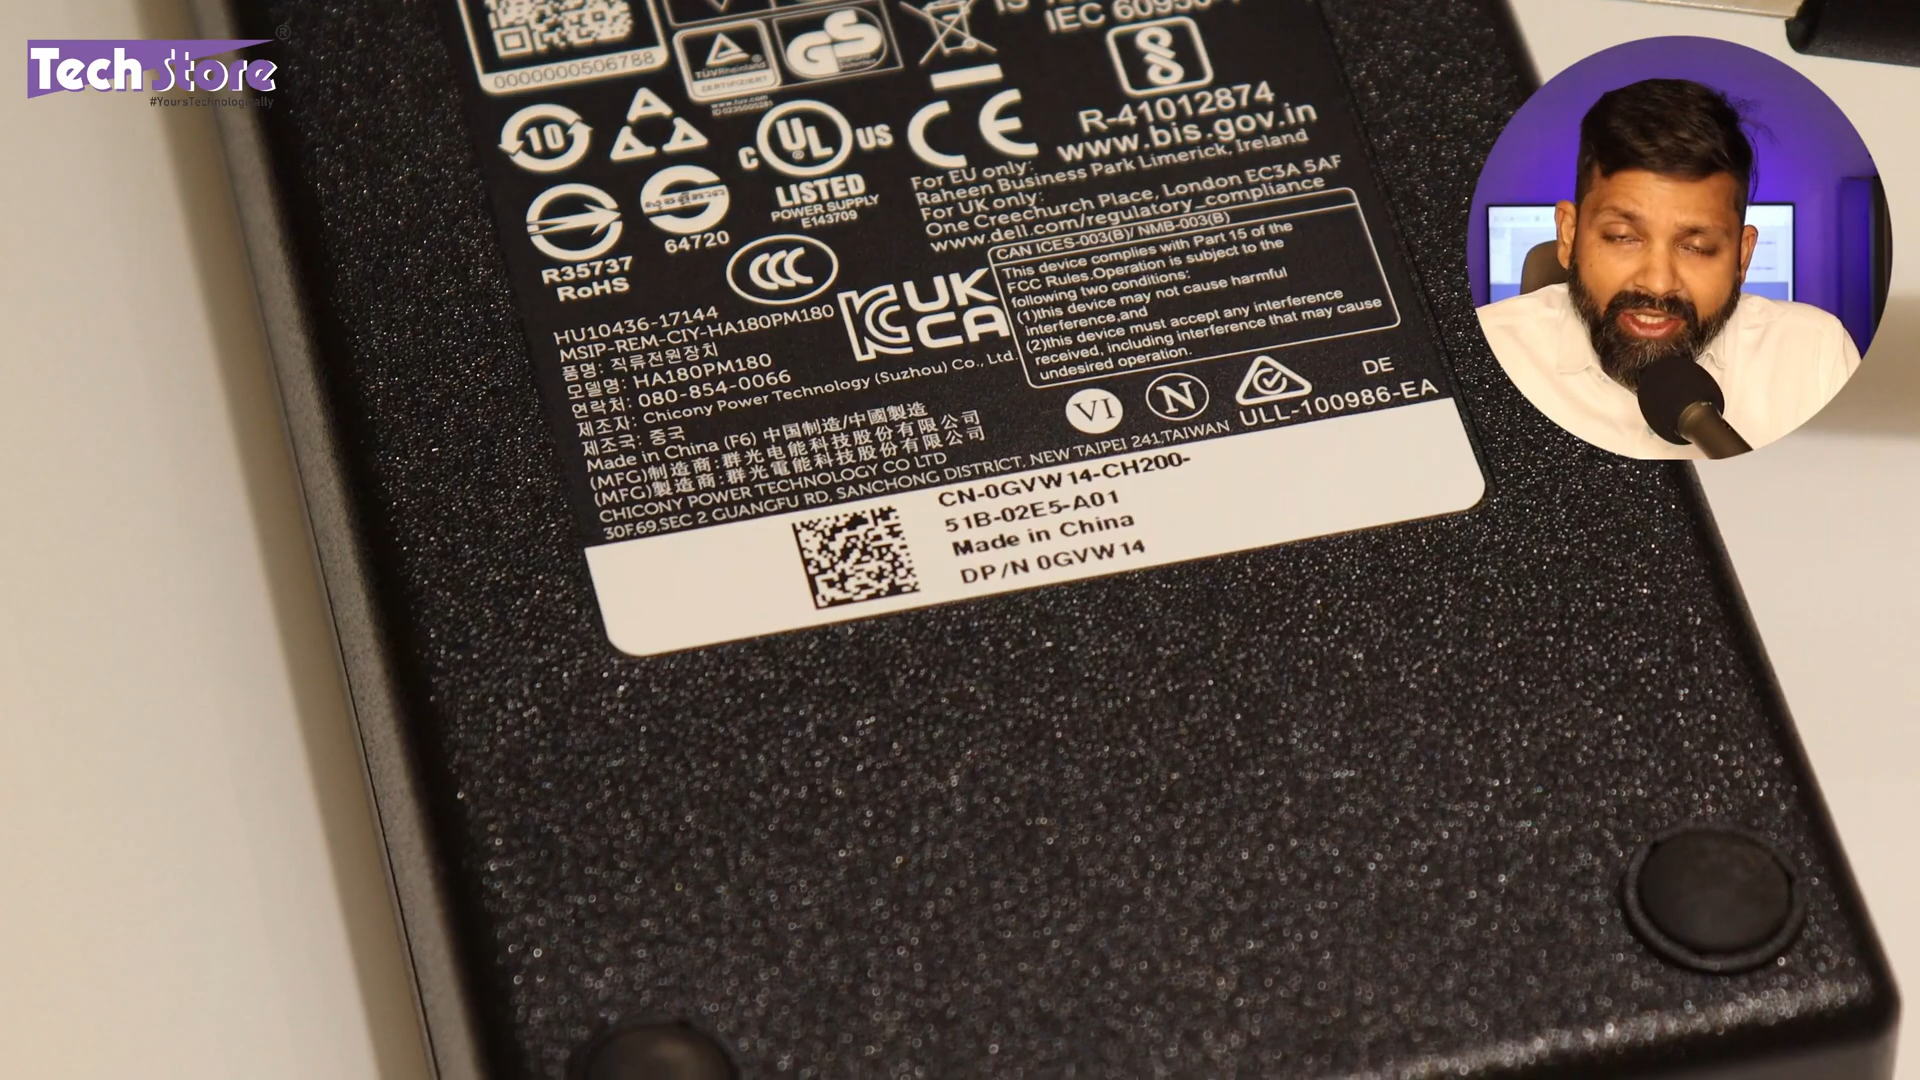 Tech Store
#YoursTechnologically
0000000506788
TÜVRheinland
ZERTIFIZIERT
www.tuv.com
GS
IEC 60950-
R-41012874
www.bis.gov.in
10
c UL US
LISTED
POWER SUPPLY
E143709
CE
For EU only:
Raheen Business Park Limerick, Ireland
For UK only:
One Creechurch Place, London EC3A 5AF
www.dell.com/regulatory_compliance
R35737
RoHS
64720
CCC
UK
CA
CAN ICES-003(B)/ NMB-003(B)
This device complies with Part 15 of the
FCC Rules.Operation is subject to the
following two conditions:
(1)this device may not cause harmful
interference,and
(2)this device must accept any interference
received, including interference that may cause
undesired operation.
HU10436-17144
MSIP-REM-CIY-HA180PM180
품명: 직류전원장치
모델명: HA180PM180
연락처: 080-854-0066
제조자: Chicony Power Technology (Suzhou) Co., Ltd.
제조국: 중국
Made in China (F6) 中国制造/中國製造
(MFG)制造商: 群光电能科技股份有限公司
(MFG)製造商: 群光電能科技股份有限公司
CHICONY POWER TECHNOLOGY CO LTD
30F.69.SEC 2 GUANGFU RD, SANCHONG DISTRICT, NEW TAIPEI 241,TAIWAN
VI
N
DE
ULL-100986-EA
CN-0GVW14-CH200-
51B-02E5-A01
Made in China
DP/N 0GVW14